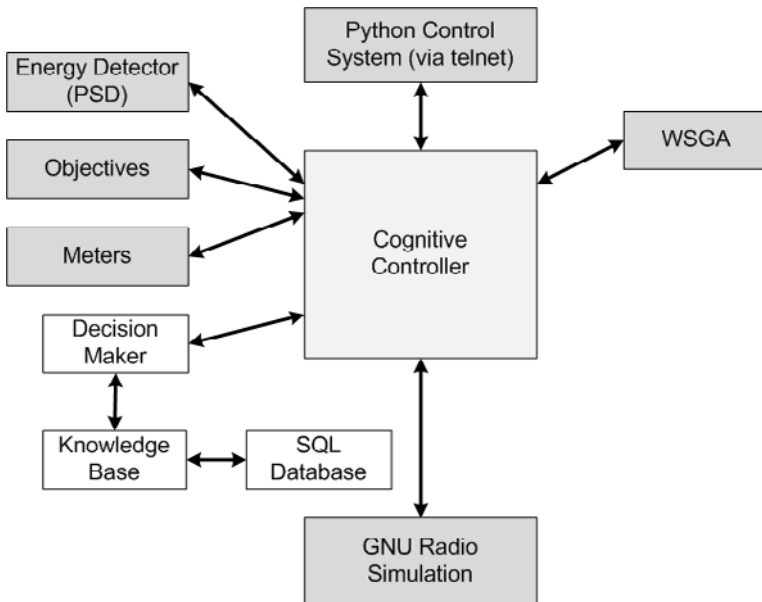 Python Control
System (via telnet)
Energy Detector
(PSD)
WSGA
Objectives
Cognitive
Controller
Meters
Decision
Maker
Knowledge
Base
SQL
Database
GNU Radio
Simulation